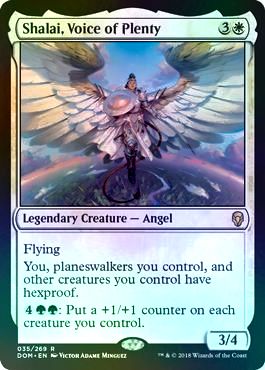 Shalai, Voice of Plenty 3
Legendary Creature — Angel
Flying
You, planeswalkers you control, and
other creatures you control have
hexproof.
4 : Put a +1/+1 counter on each
creature you control.
3/4
035/269 R
DOM • EN Victor Adame Minguez
™ & © 2018 Wizards of the Coast